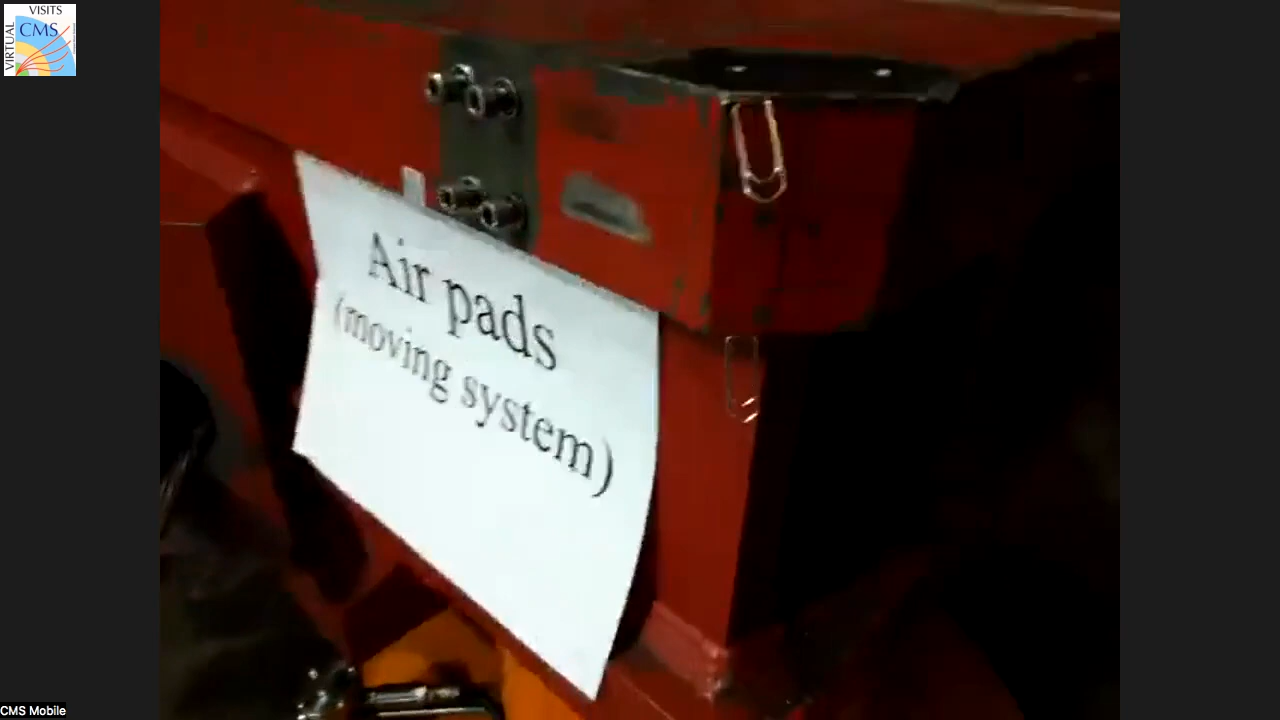 VISITS
CMS
VIRTUAL
Air pads
(moving system)
CMS Mobile